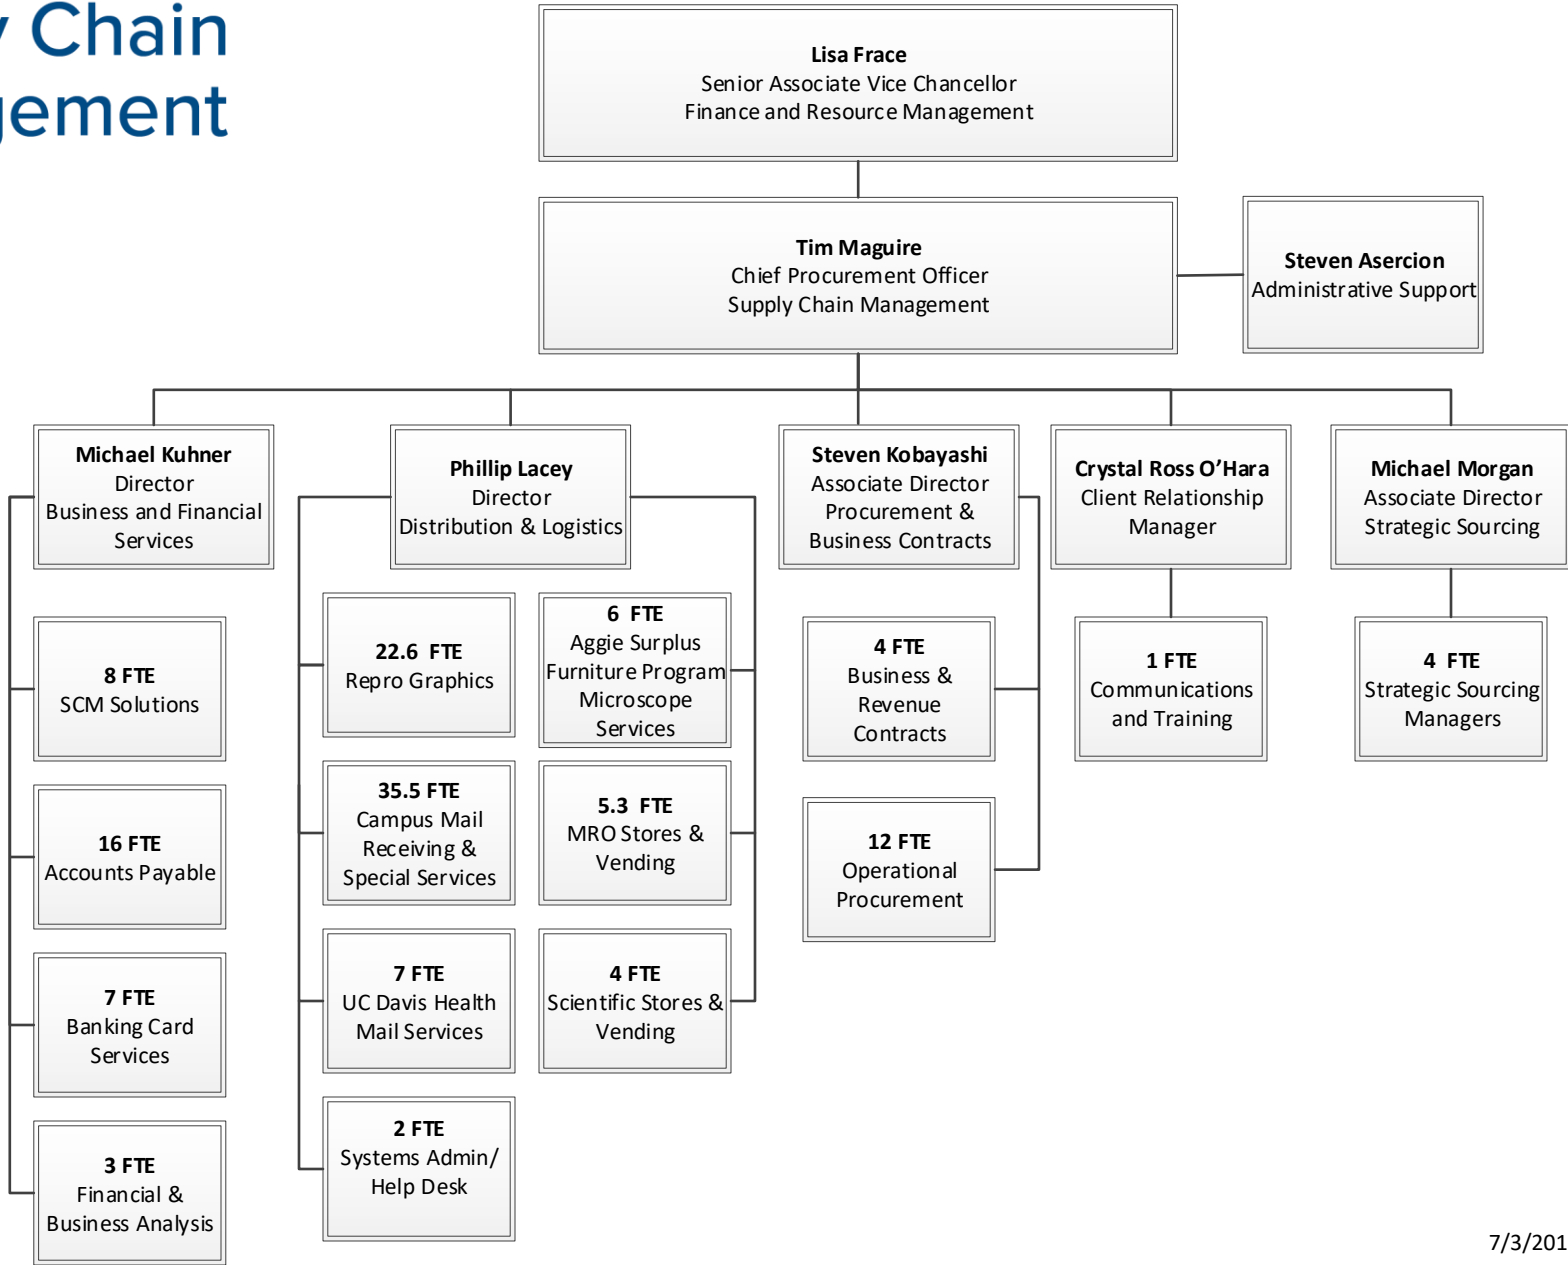 Chain
Lisa Frace
Senior Associate Vice Chancellor
Finance and Resource Management
Tim Maguire
Chief Procurement Officer
Supply Chain Management
Steven Asercion
Administrative Support
Michael Kuhner
Director
Business and Financial
Services
Phillip Lacey
Director
Distribution & Logistics
Steven Kobayashi
Associate Director
Procurement &
Business Contracts
Crystal Ross O'Hara
Client Relationship
Manager
Michael Morgan
Associate Director
Strategic Sourcing
8 FTE
SCM Solutions
16 FTE
Accounts Payable
7 FTE
Banking Card
Services
3 FTE
Financial &
Business Analysis
22.6 FTE
Repro Graphics
35.5 FTE
Campus Mail
Receiving &
Special Services
7 FTE
UC Davis Health
Mail Services
2 FTE
Systems Admin/
Help Desk
6 FTE
Aggie Surplus
Furniture Program
Microscope
Services
5.3 FTE
MRO Stores &
Vending
4 FTE
Scientific Stores &
Vending
4 FTE
Business &
Revenue
Contracts
12 FTE
Operational
Procurement
1 FTE
Communications
and Training
4 FTE
Strategic Sourcing
Managers
7/3/201